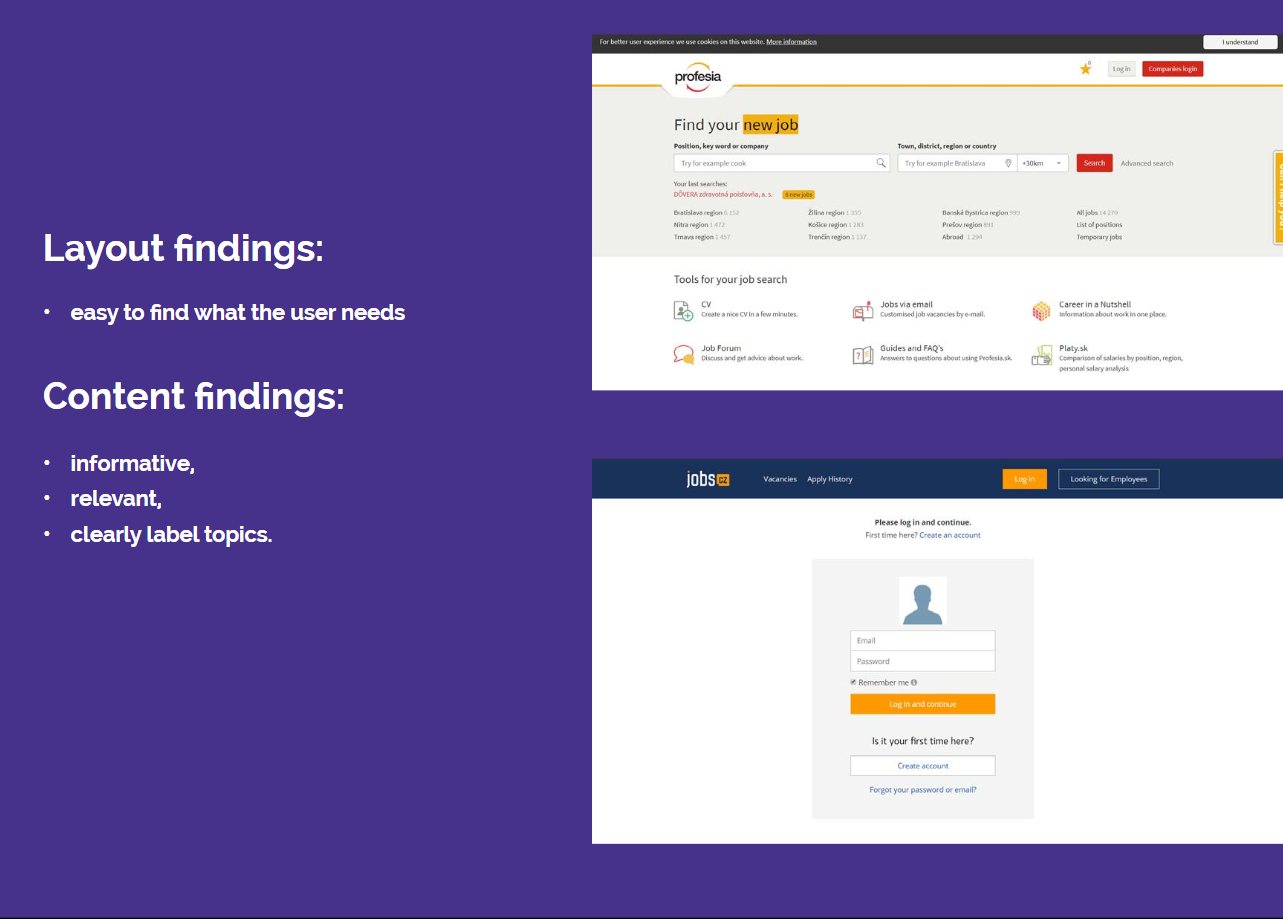 Layout findings:
• easy to find what the user needs
Content findings:
• informative,
• relevant,
• clearly label topics.
For better user experience we use cookies on this website. More information
I understand
profesia
0
Log in
Companies login
Find your new job
Position, key word or company
Town, district, region or country
Try for example cook
Try for example Bratislava
+30km
Search
Advanced search
Your last searches:
DÔVERA zdravotná poisťovňa, a. s.
6 new jobs
Bratislava region 6 152
Žilina region 1 355
Banská Bystrica region 999
All jobs 14 270
Nitra region 1 472
Košice region 1 283
Prešov region 891
List of positions
Trnava region 1 457
Trenčín region 1 137
Abroad 1 294
Temporary jobs
Tools for your job search
CV
Create a nice CV in a few minutes.
Jobs via email
Customised job vacancies by e-mail.
Career in a Nutshell
Information about work in one place.
Job Forum
Discuss and get advice about work.
Guides and FAQ's
Answers to questions about using Profesia.sk.
Platy.sk
Comparison of salaries by position, region,
personal salary analysis
jobs cz
Vacancies
Apply History
Log in
Looking for Employees
Please log in and continue.
First time here? Create an account
Email
Password
Remember me
Log in and continue
Is it your first time here?
Create account
Forgot your password or email?